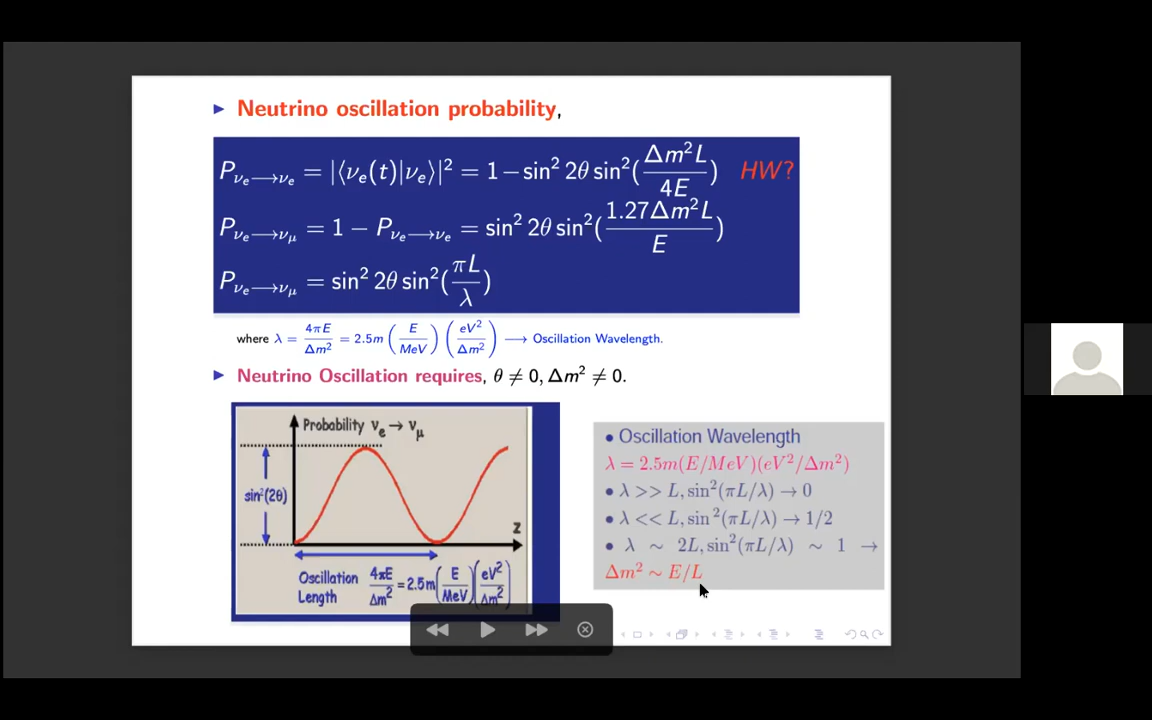 ▶ Neutrino oscillation probability,
P_{ν_e⟶ν_e} = |⟨ν_e(t)|ν_e⟩|² = 1−sin² 2θ sin²(Δm²L/4E) HW?
P_{ν_e⟶ν_μ} = 1 − P_{ν_e⟶ν_e} = sin² 2θ sin²(1.27Δm²L/E)
P_{ν_e⟶ν_μ} = sin² 2θ sin²(πL/λ)
where λ = 4πE/Δm² = 2.5m (E/MeV) (eV²/Δm²) ⟶ Oscillation Wavelength.
▶ Neutrino Oscillation requires, θ ≠ 0, Δm² ≠ 0.
Probability ν_e → ν_μ
sin²(2θ)
z
Oscillation Length 4πE/Δm² = 2.5m (E/MeV) (eV²/Δm²)
• Oscillation Wavelength
λ = 2.5m(E/MeV)(eV²/Δm²)
• λ >> L, sin²(πL/λ) → 0
• λ << L, sin²(πL/λ) → 1/2
• λ ∼ 2L, sin²(πL/λ) ∼ 1 →
Δm² ∼ E/L